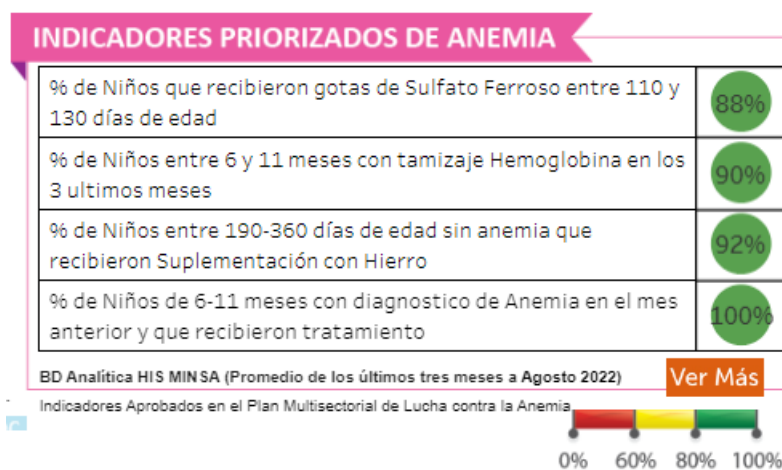 INDICADORES PRIORIZADOS DE ANEMIA
% de Niños que recibieron gotas de Sulfato Ferroso entre 110 y
130 días de edad
88%
% de Niños entre 6 y 11 meses con tamizaje Hemoglobina en los
3 ultimos meses
90%
% de Niños entre 190-360 días de edad sin anemia que
recibieron Suplementación con Hierro
92%
% de Niños de 6-11 meses con diagnostico de Anemia en el mes
anterior y que recibieron tratamiento
100%
BD Analítica HIS MINSA (Promedio de los últimos tres meses a Agosto 2022)
Ver Más
Indicadores Aprobados en el Plan Multisectorial de Lucha contra la Anemia
0% 60% 80% 100%